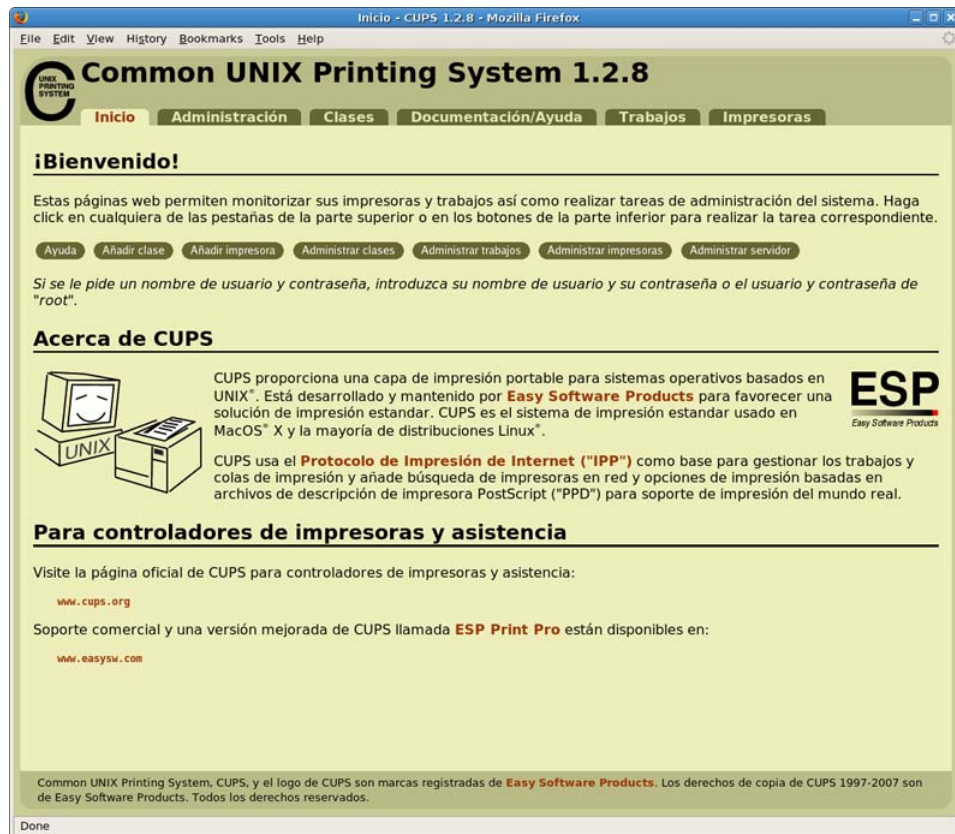 Inicio - CUPS 1.2.8 - Mozilla Firefox
File Edit View History Bookmarks Tools Help
UNIX
PRINTING
SYSTEM
Common UNIX Printing System 1.2.8
Inicio Administración Clases Documentación/Ayuda Trabajos Impresoras
¡Bienvenido!
Estas páginas web permiten monitorizar sus impresoras y trabajos así como realizar tareas de administración del sistema. Haga
click en cualquiera de las pestañas de la parte superior o en los botones de la parte inferior para realizar la tarea correspondiente.
Ayuda Añadir clase Añadir impresora Administrar clases Administrar trabajos Administrar impresoras Administrar servidor
Si se le pide un nombre de usuario y contraseña, introduzca su nombre de usuario y su contraseña o el usuario y contraseña de
"root".
Acerca de CUPS
UNIX
CUPS proporciona una capa de impresión portable para sistemas operativos basados en
UNIX®. Está desarrollado y mantenido por Easy Software Products para favorecer una
solución de impresión estandar. CUPS es el sistema de impresión estandar usado en
MacOS® X y la mayoría de distribuciones Linux®.
ESP
Easy Software Products
CUPS usa el Protocolo de Impresión de Internet ("IPP") como base para gestionar los trabajos y
colas de impresión y añade búsqueda de impresoras en red y opciones de impresión basadas en
archivos de descripción de impresora PostScript ("PPD") para soporte de impresión del mundo real.
Para controladores de impresoras y asistencia
Visite la página oficial de CUPS para controladores de impresoras y asistencia:
www.cups.org
Soporte comercial y una versión mejorada de CUPS llamada ESP Print Pro están disponibles en:
www.easysw.com
Common UNIX Printing System, CUPS, y el logo de CUPS son marcas registradas de Easy Software Products. Los derechos de copia de CUPS 1997-2007 son
de Easy Software Products. Todos los derechos reservados.
Done